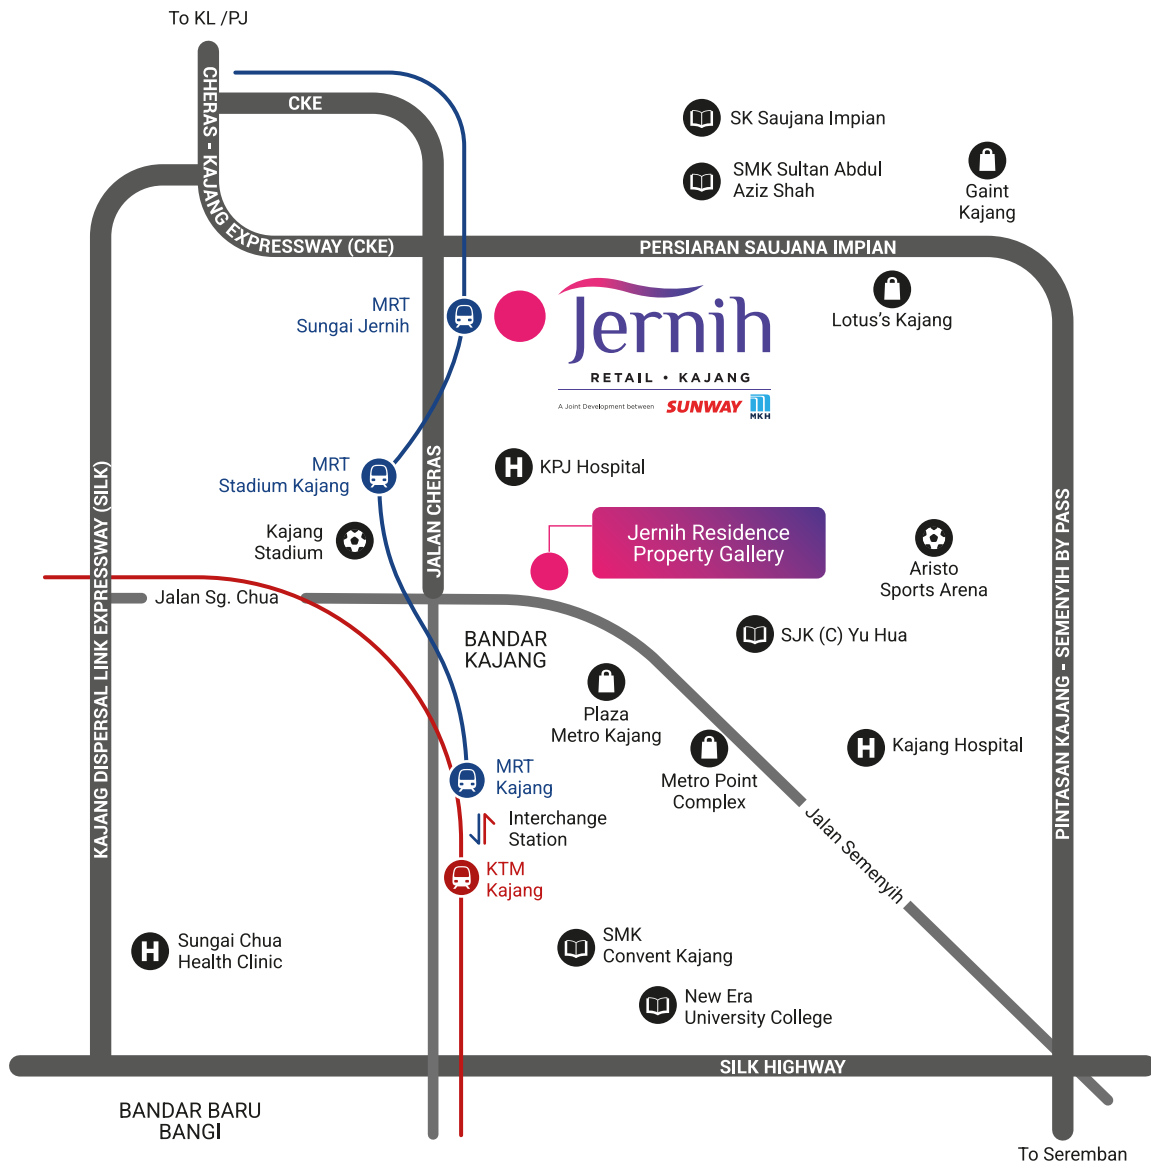 To KL /PJ
CHERAS - KAJANG EXPRESSWAY (CKE)
CKE
SK Saujana Impian
SMK Sultan Abdul
Aziz Shah
Gaint
Kajang
PERSIARAN SAUJANA IMPIAN
MRT
Sungai Jernih
Jernih
RETAIL • KAJANG
A Joint Development between
SUNWAY
MKH
Lotus's Kajang
MRT
Stadium Kajang
JALAN CHERAS
KPJ Hospital
KAJANG DISPERSAL LINK EXPRESSWAY (SILK)
Kajang
Stadium
Jernih Residence
Property Gallery
Aristo
Sports Arena
PINTASAN KAJANG - SEMENYIH BY PASS
Jalan Sg. Chua
BANDAR
KAJANG
SJK (C) Yu Hua
Plaza
Metro Kajang
Metro Point
Complex
Kajang Hospital
MRT
Kajang
Interchange
Station
KTM
Kajang
Jalan Semenyih
Sungai Chua
Health Clinic
SMK
Convent Kajang
New Era
University College
SILK HIGHWAY
BANDAR BARU
BANGI
To Seremban